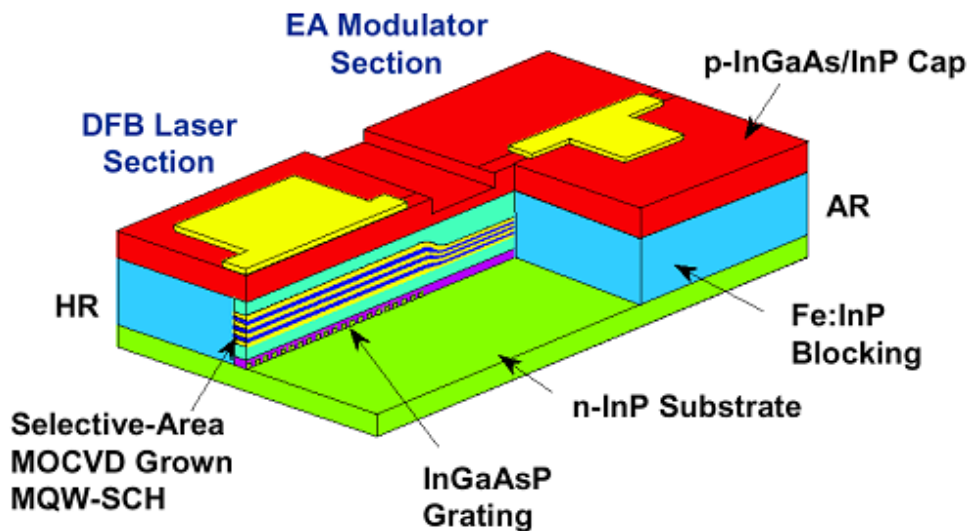 EA Modulator
Section
p-InGaAs/InP Cap
DFB Laser
Section
AR
HR
Fe:InP
Blocking
n-InP Substrate
Selective-Area
MOCVD Grown
MQW-SCH
InGaAsP
Grating